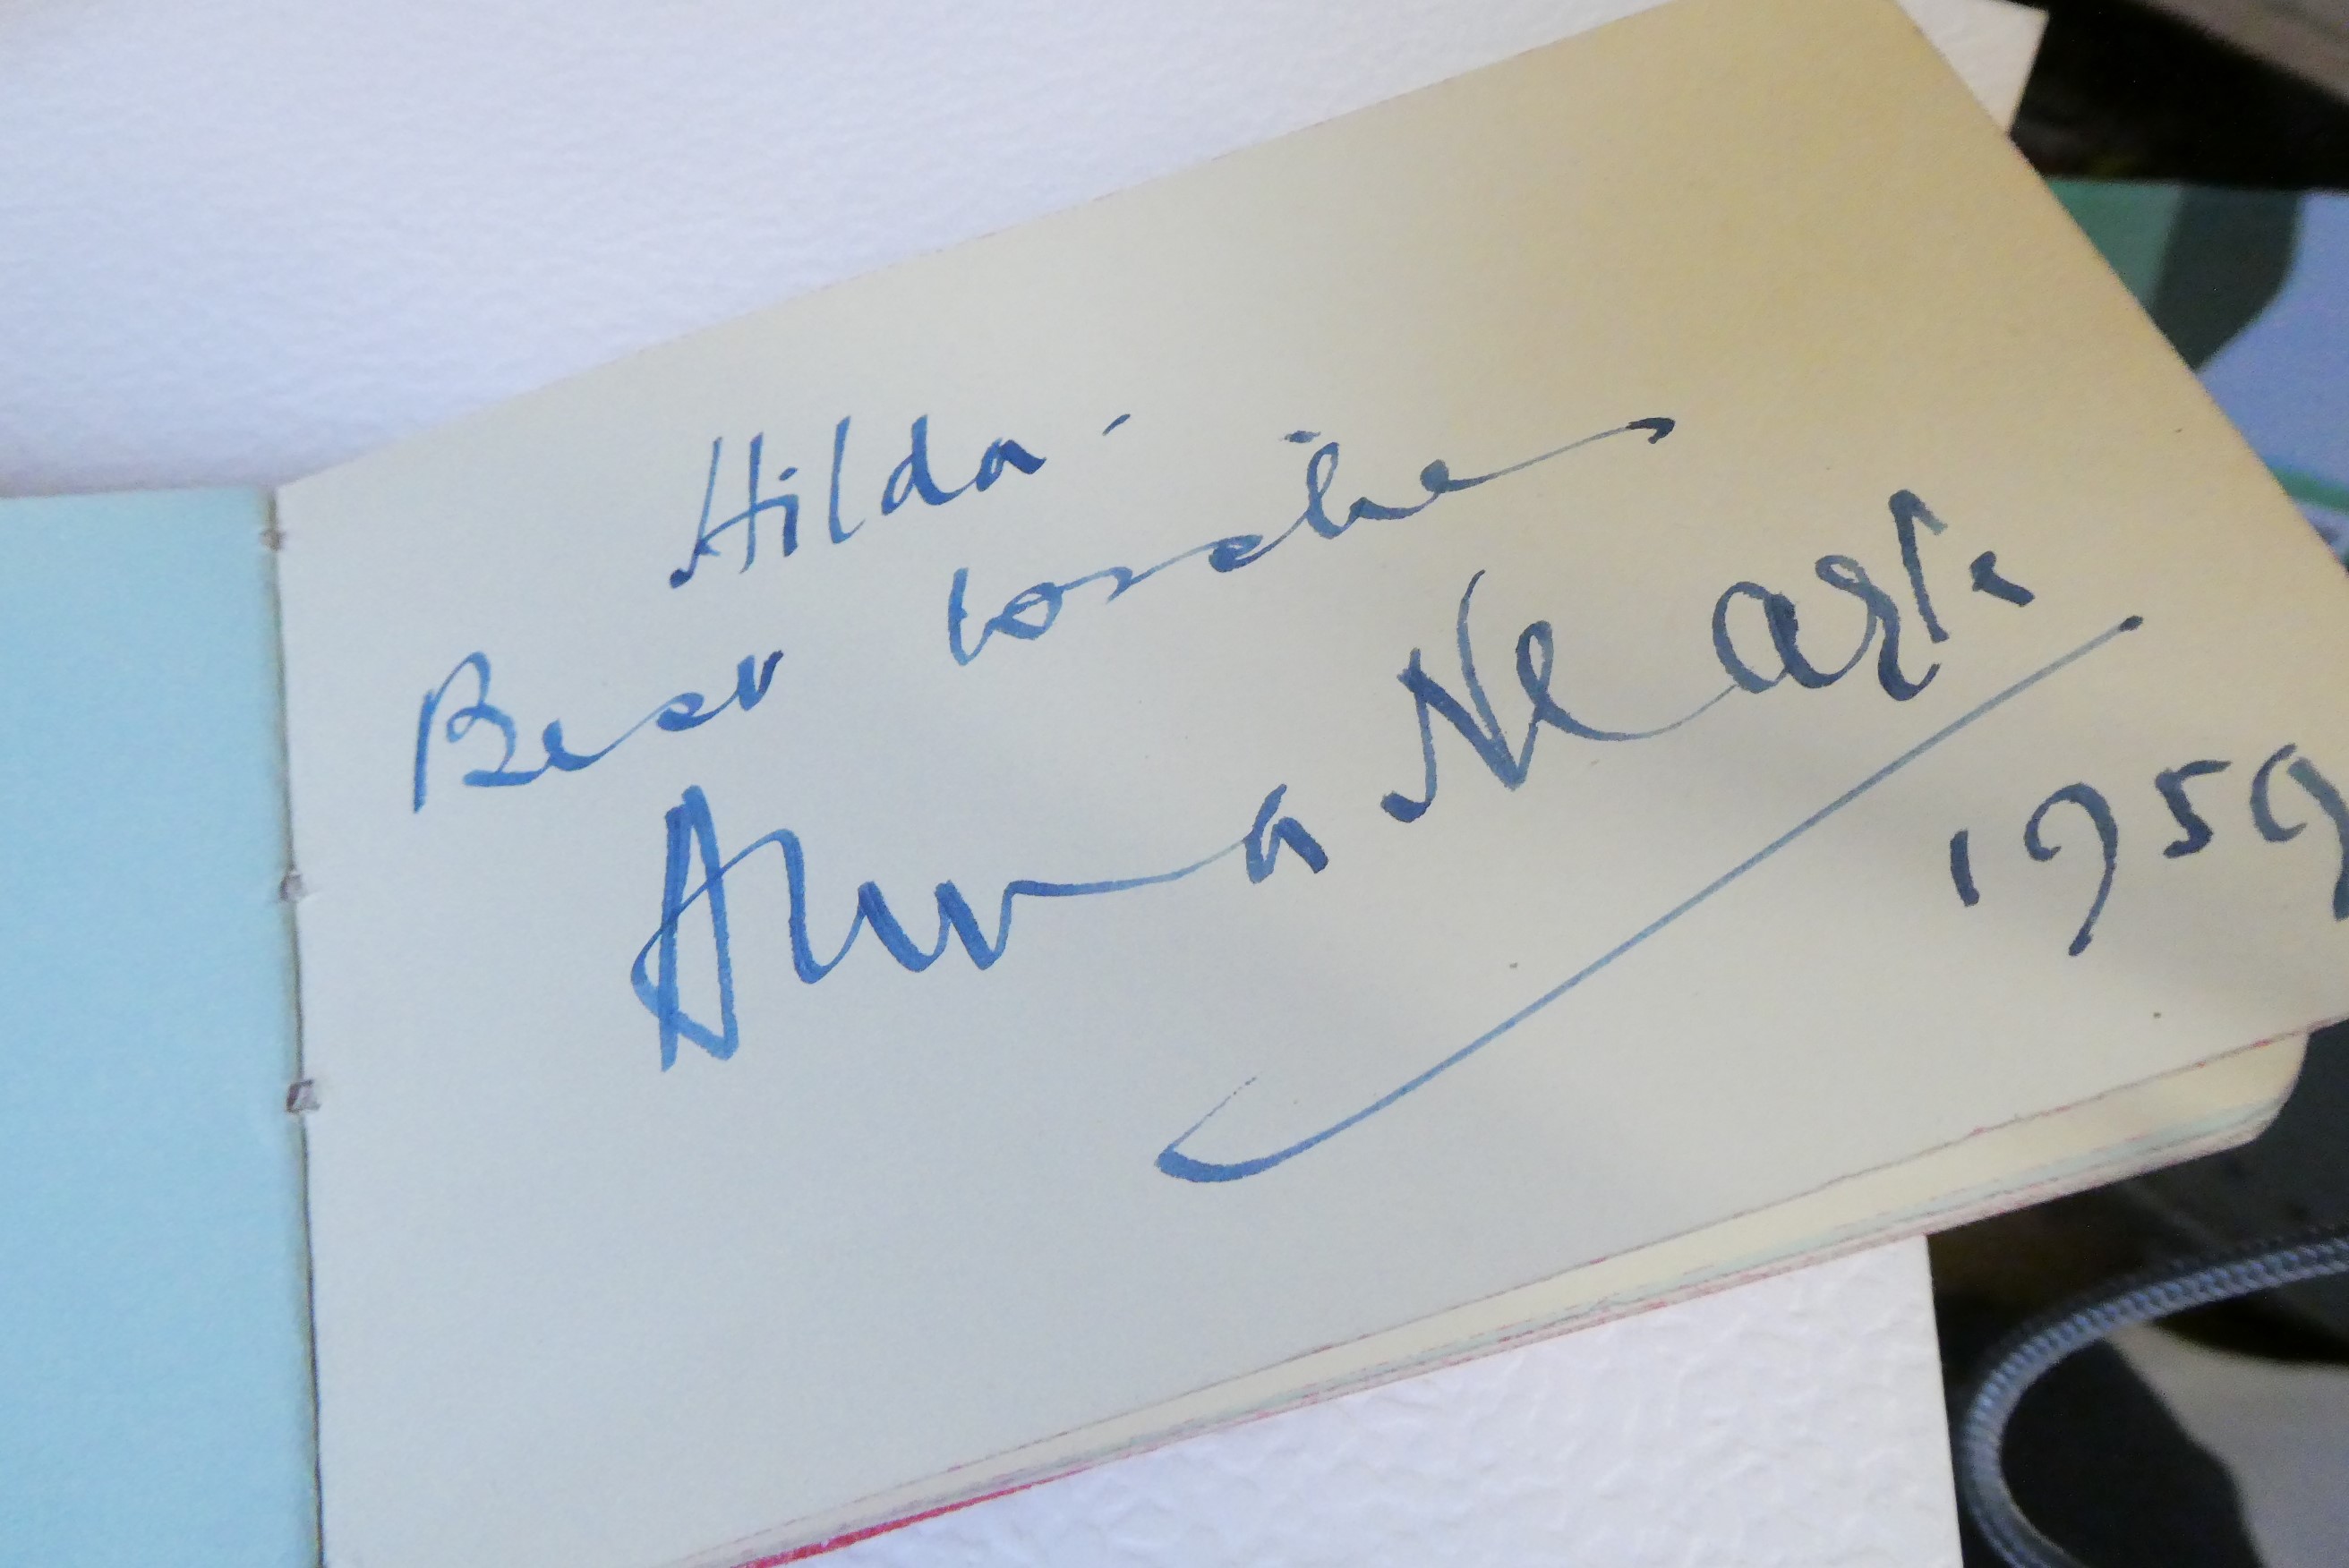 Hilda -
Best wishes
Anna Neagle
1959